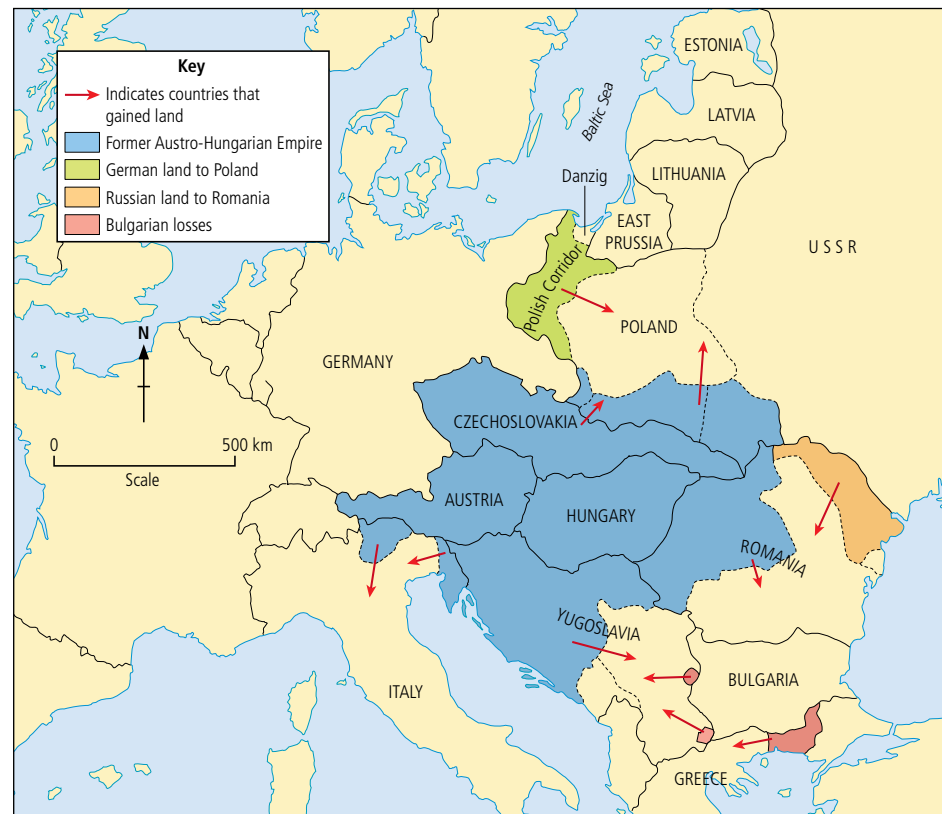 Key
Indicates countries that
gained land
Former Austro-Hungarian Empire
German land to Poland
Russian land to Romania
Bulgarian losses
N
0
500 km
Scale
ESTONIA
Baltic Sea
LATVIA
LITHUANIA
Danzig
EAST
PRUSSIA
USSR
Polish Corridor
POLAND
GERMANY
CZECHOSLOVAKIA
AUSTRIA
HUNGARY
ROMANIA
YUGOSLAVIA
ITALY
BULGARIA
GREECE